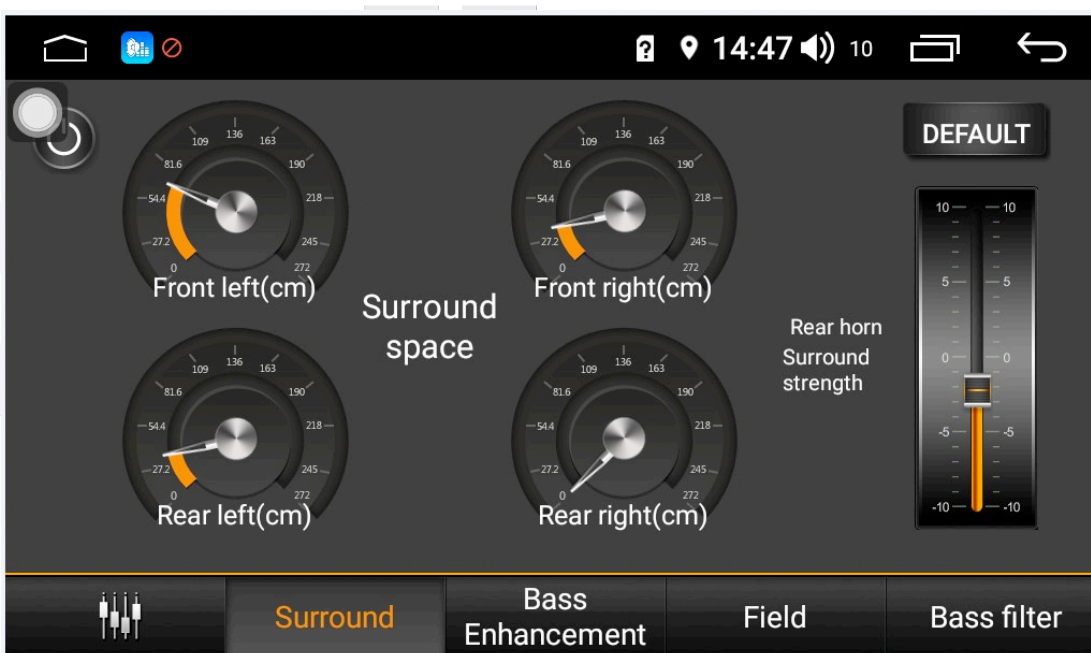 14:47 10
DEFAULT
0 27.2 54.4 81.6 109 136 163 190 218 245 272
Front left(cm)
0 27.2 54.4 81.6 109 136 163 190 218 245 272
Front right(cm)
Surround
space
0 27.2 54.4 81.6 109 136 163 190 218 245 272
Rear left(cm)
0 27.2 54.4 81.6 109 136 163 190 218 245 272
Rear right(cm)
Rear horn
Surround
strength
10 10
5 5
0 0
-5 -5
-10 -10
Surround
Bass
Enhancement
Field
Bass filter